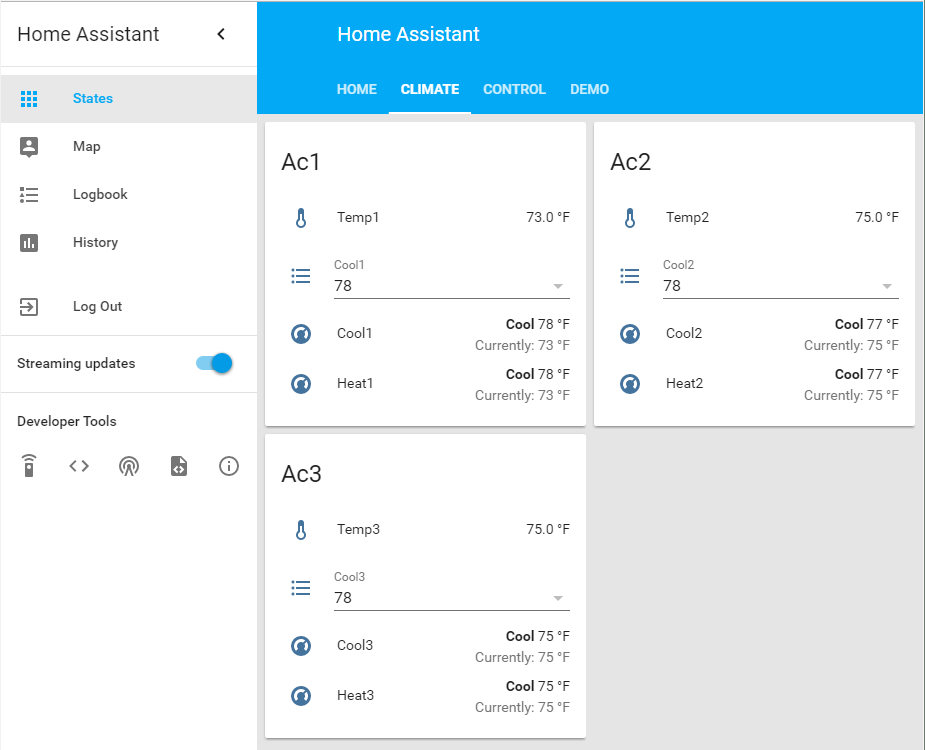 Home Assistant
States
Map
Logbook
History
Log Out
Streaming updates
Developer Tools
Home Assistant
HOME CLIMATE CONTROL DEMO
Ac1
Temp1 73.0 °F
Cool1
78
Cool1 Cool 78 °F
Currently: 73 °F
Heat1 Cool 78 °F
Currently: 73 °F
Ac2
Temp2 75.0 °F
Cool2
78
Cool2 Cool 77 °F
Currently: 75 °F
Heat2 Cool 77 °F
Currently: 75 °F
Ac3
Temp3 75.0 °F
Cool3
78
Cool3 Cool 75 °F
Currently: 75 °F
Heat3 Cool 75 °F
Currently: 75 °F